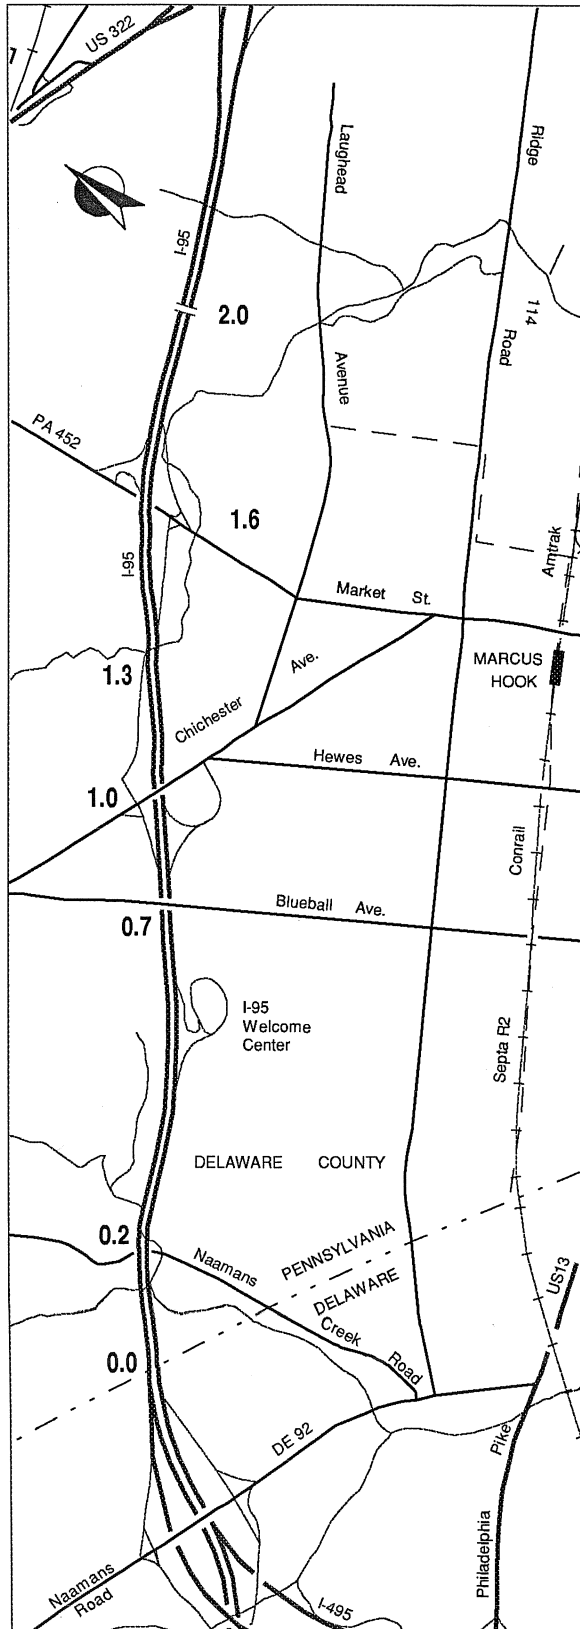 US 322
Laughead
Ridge
I-95
2.0
114
Road
Avenue
PA 452
1.6
Amtrak
I-95
Market St.
MARCUS
HOOK
Ave.
1.3
Chichester
Hewes Ave.
1.0
Conrail
Blueball Ave.
0.7
I-95
Welcome
Center
Septa R2
DELAWARE COUNTY
0.2
Naamans
PENNSYLVANIA
DELAWARE
US13
Creek
Road
0.0
DE 92
Pike
Philadelphia
Naamans
Road
I-495